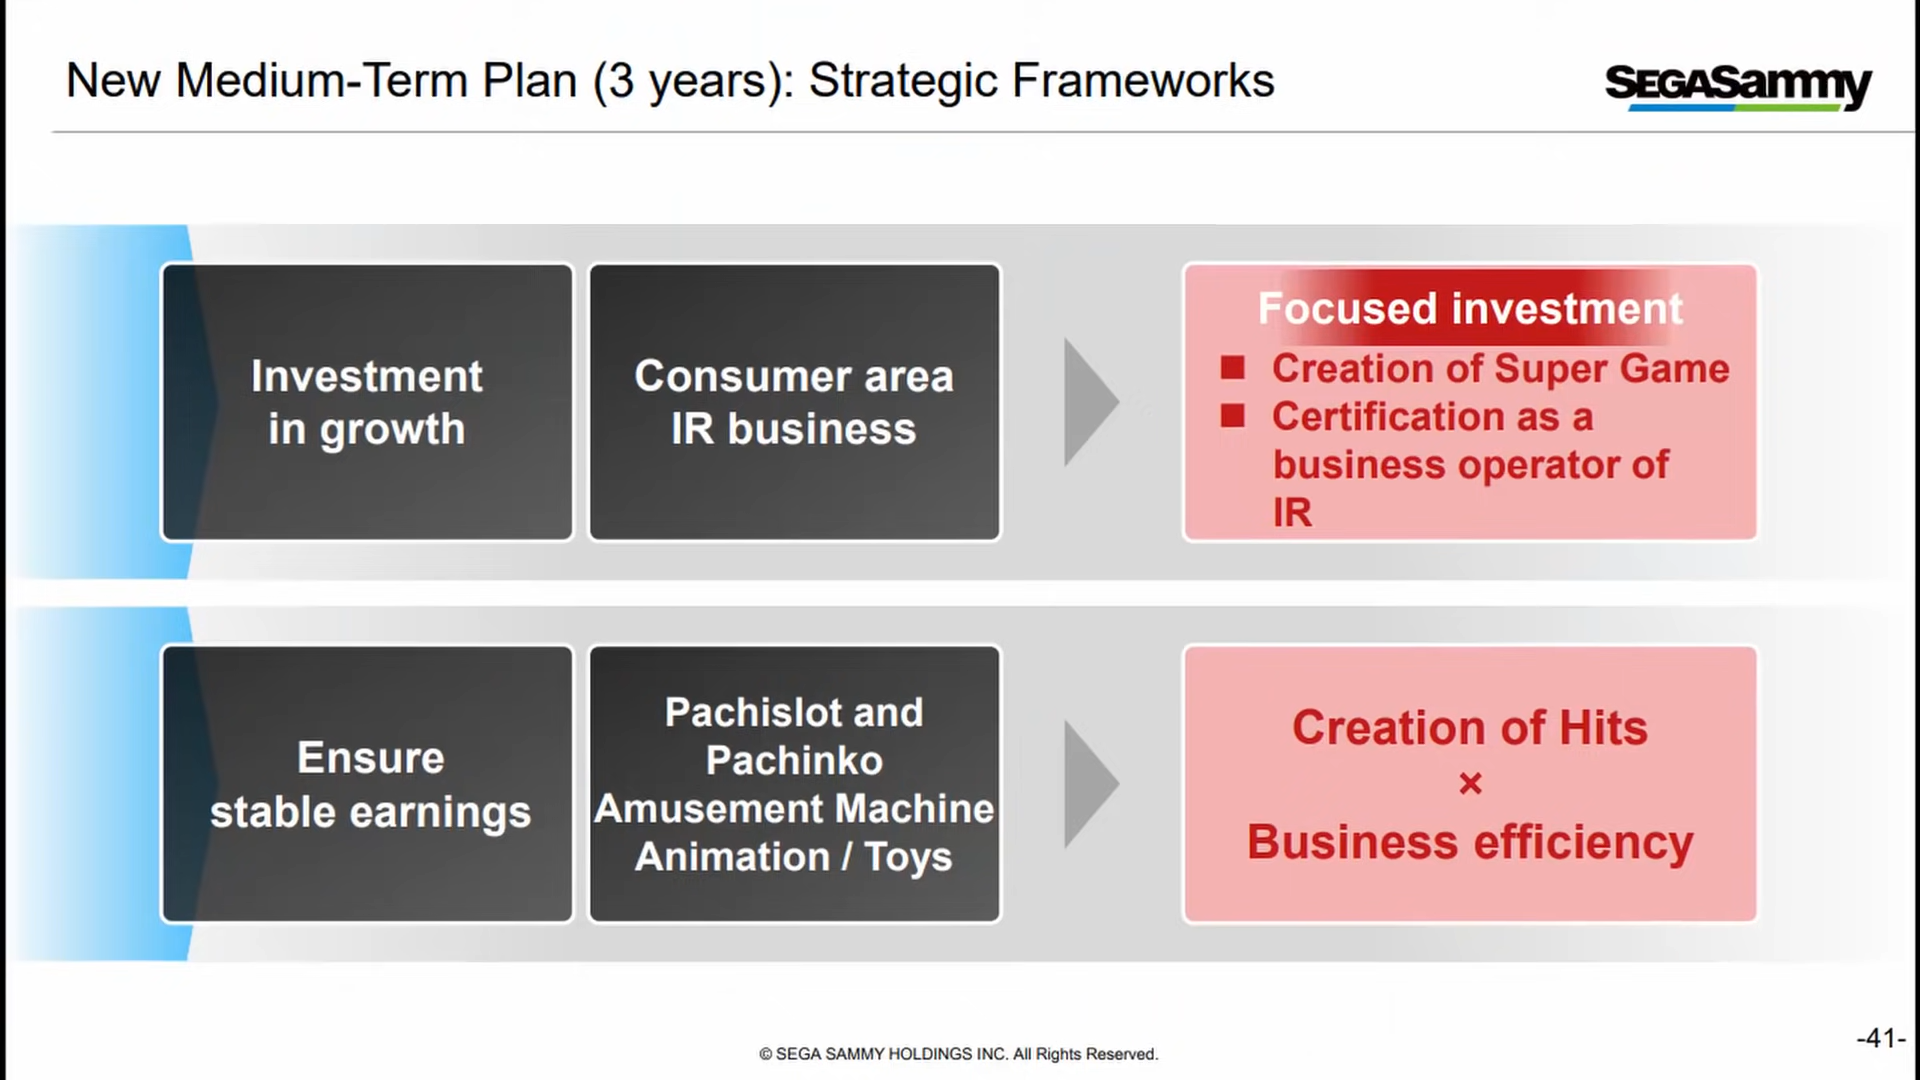 New Medium-Term Plan (3 years): Strategic Frameworks
SEGASammy
Investment
in growth
Consumer area
IR business
Focused investment
■ Creation of Super Game
■ Certification as a
business operator of
IR
Ensure
stable earnings
Pachislot and
Pachinko
Amusement Machine
Animation / Toys
Creation of Hits
×
Business efficiency
© SEGA SAMMY HOLDINGS INC. All Rights Reserved.
-41-